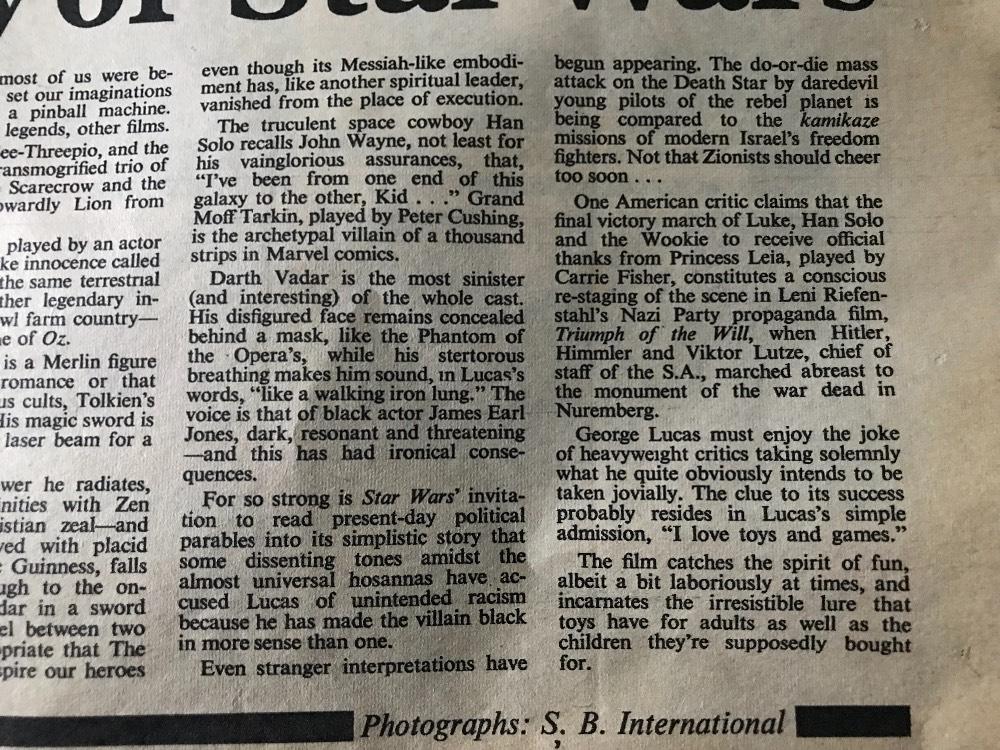 y of Star Wars
most of us were be-
set our imaginations
a pinball machine.
legends, other films.
ee-Threepio, and the
ransmogrified trio of
Scarecrow and the
owardly Lion from
played by an actor
ke innocence called
the same terrestrial
ther legendary in-
wl farm country—
e of Oz.
is a Merlin figure
romance or that
us cults, Tolkien's
His magic sword is
laser beam for a
wer he radiates,
nities with Zen
istian zeal—and
yed with placid
Guinness, falls
ugh to the on-
dar in a sword
el between two
opriate that The
spire our heroes
even though its Messiah-like embodi-
ment has, like another spiritual leader,
vanished from the place of execution.
The truculent space cowboy Han
Solo recalls John Wayne, not least for
his vainglorious assurances, that,
"I've been from one end of this
galaxy to the other, Kid . . ." Grand
Moff Tarkin, played by Peter Cushing,
is the archetypal villain of a thousand
strips in Marvel comics.
Darth Vadar is the most sinister
(and interesting) of the whole cast.
His disfigured face remains concealed
behind a mask, like the Phantom of
the Opera's, while his stertorous
breathing makes him sound, in Lucas's
words, "like a walking iron lung." The
voice is that of black actor James Earl
Jones, dark, resonant and threatening
—and this has had ironical conse-
quences.
For so strong is Star Wars' invita-
tion to read present-day political
parables into its simplistic story that
some dissenting tones amidst the
almost universal hosannas have ac-
cused Lucas of unintended racism
because he has made the villain black
in more sense than one.
Even stranger interpretations have
begun appearing. The do-or-die mass
attack on the Death Star by daredevil
young pilots of the rebel planet is
being compared to the kamikaze
missions of modern Israel's freedom
fighters. Not that Zionists should cheer
too soon . . .
One American critic claims that the
final victory march of Luke, Han Solo
and the Wookie to receive official
thanks from Princess Leia, played by
Carrie Fisher, constitutes a conscious
re-staging of the scene in Leni Riefen-
stahl's Nazi Party propaganda film,
Triumph of the Will, when Hitler,
Himmler and Viktor Lutze, chief of
staff of the S.A., marched abreast to
the monument of the war dead in
Nuremberg.
George Lucas must enjoy the joke
of heavyweight critics taking solemnly
what he quite obviously intends to be
taken jovially. The clue to its success
probably resides in Lucas's simple
admission, "I love toys and games."
The film catches the spirit of fun,
albeit a bit laboriously at times, and
incarnates the irresistible lure that
toys have for adults as well as the
children they're supposedly bought
for.
Photographs: S. B. International